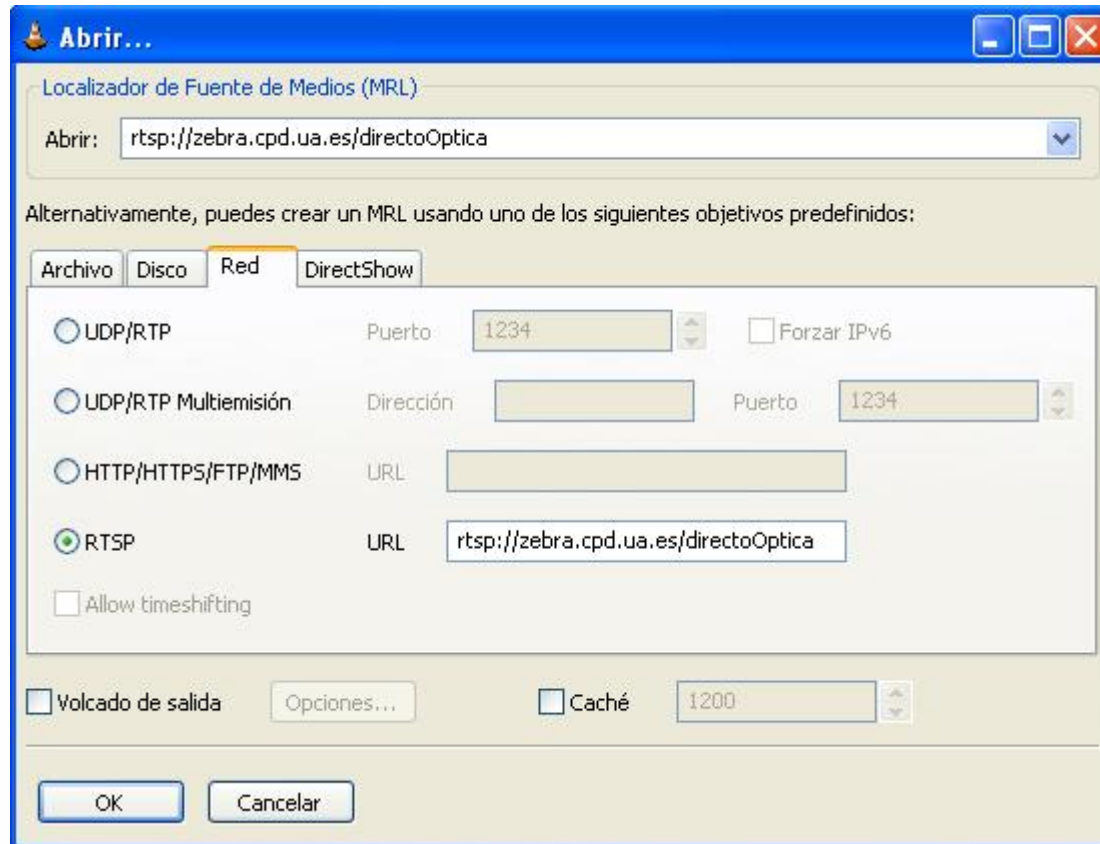 Abrir...
Localizador de Fuente de Medios (MRL)
Abrir: rtsp://zebra.cpd.ua.es/directoOptica
Alternativamente, puedes crear un MRL usando uno de los siguientes objetivos predefinidos:
Archivo Disco Red DirectShow
UDP/RTP Puerto 1234 Forzar IPv6
UDP/RTP Multiemisión Dirección Puerto 1234
HTTP/HTTPS/FTP/MMS URL
RTSP URL rtsp://zebra.cpd.ua.es/directoOptica
Allow timeshifting
Volcado de salida Opciones... Caché 1200
OK Cancelar